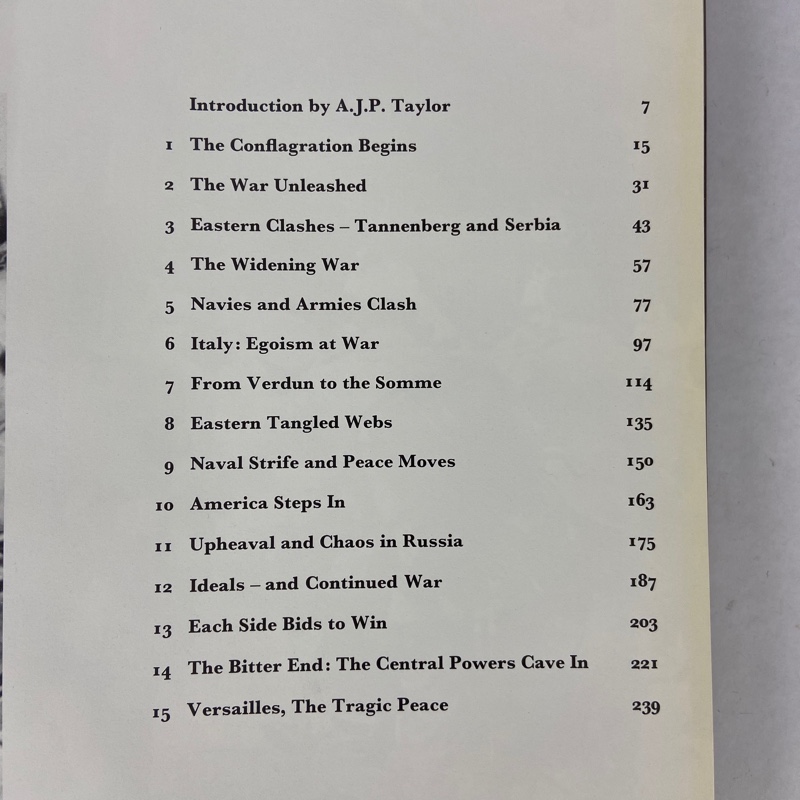 Introduction by A.J.P. Taylor 7
1 The Conflagration Begins 15
2 The War Unleashed 31
3 Eastern Clashes – Tannenberg and Serbia 43
4 The Widening War 57
5 Navies and Armies Clash 77
6 Italy: Egoism at War 97
7 From Verdun to the Somme 114
8 Eastern Tangled Webs 135
9 Naval Strife and Peace Moves 150
10 America Steps In 163
11 Upheaval and Chaos in Russia 175
12 Ideals – and Continued War 187
13 Each Side Bids to Win 203
14 The Bitter End: The Central Powers Cave In 221
15 Versailles, The Tragic Peace 239